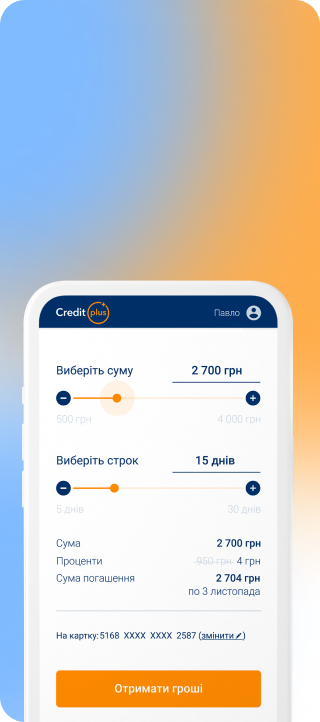 Credit plus
Павло
Виберіть суму 2 700 грн
500 грн 4 000 грн
Виберіть строк 15 днів
5 днів 30 днів
Сума 2 700 грн
Проценти 950 грн 4 грн
Сума погашення 2 704 грн
по 3 листопада
На картку: 5168 XXXX XXXX 2587 (змінити)
Отримати гроші